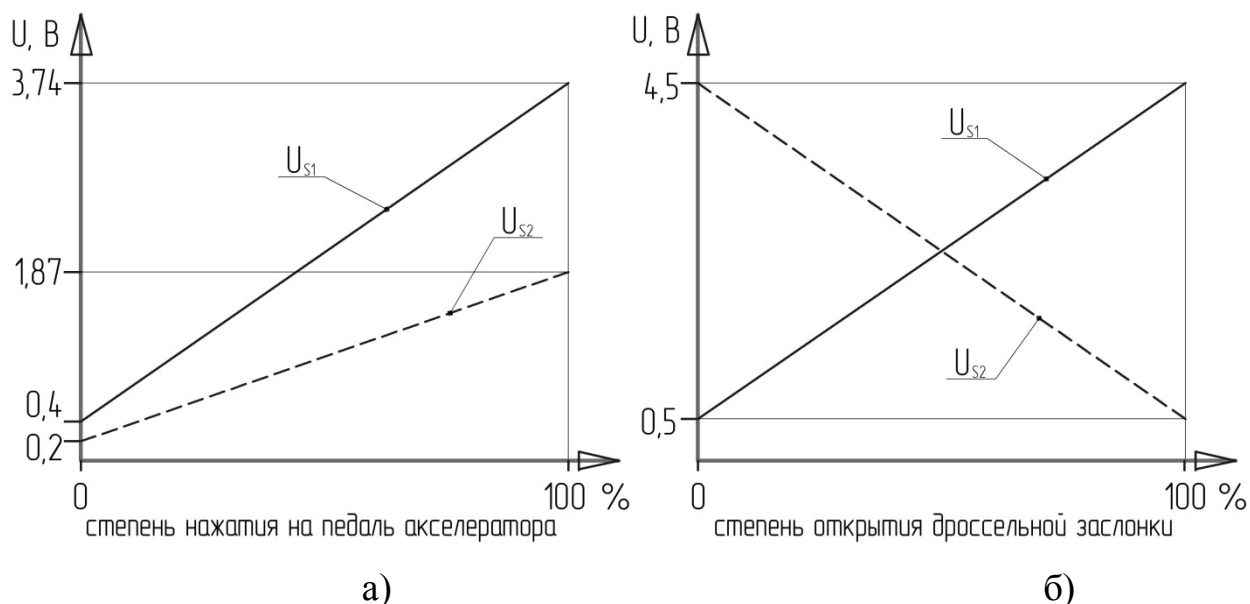 U, В
3,74
U_S1
U_S2
1,87
0,4
0,2
0
100 %
степень нажатия на педаль акселератора
а)
U, В
4,5
U_S1
U_S2
0,5
0
100 %
степень открытия дроссельной заслонки
б)